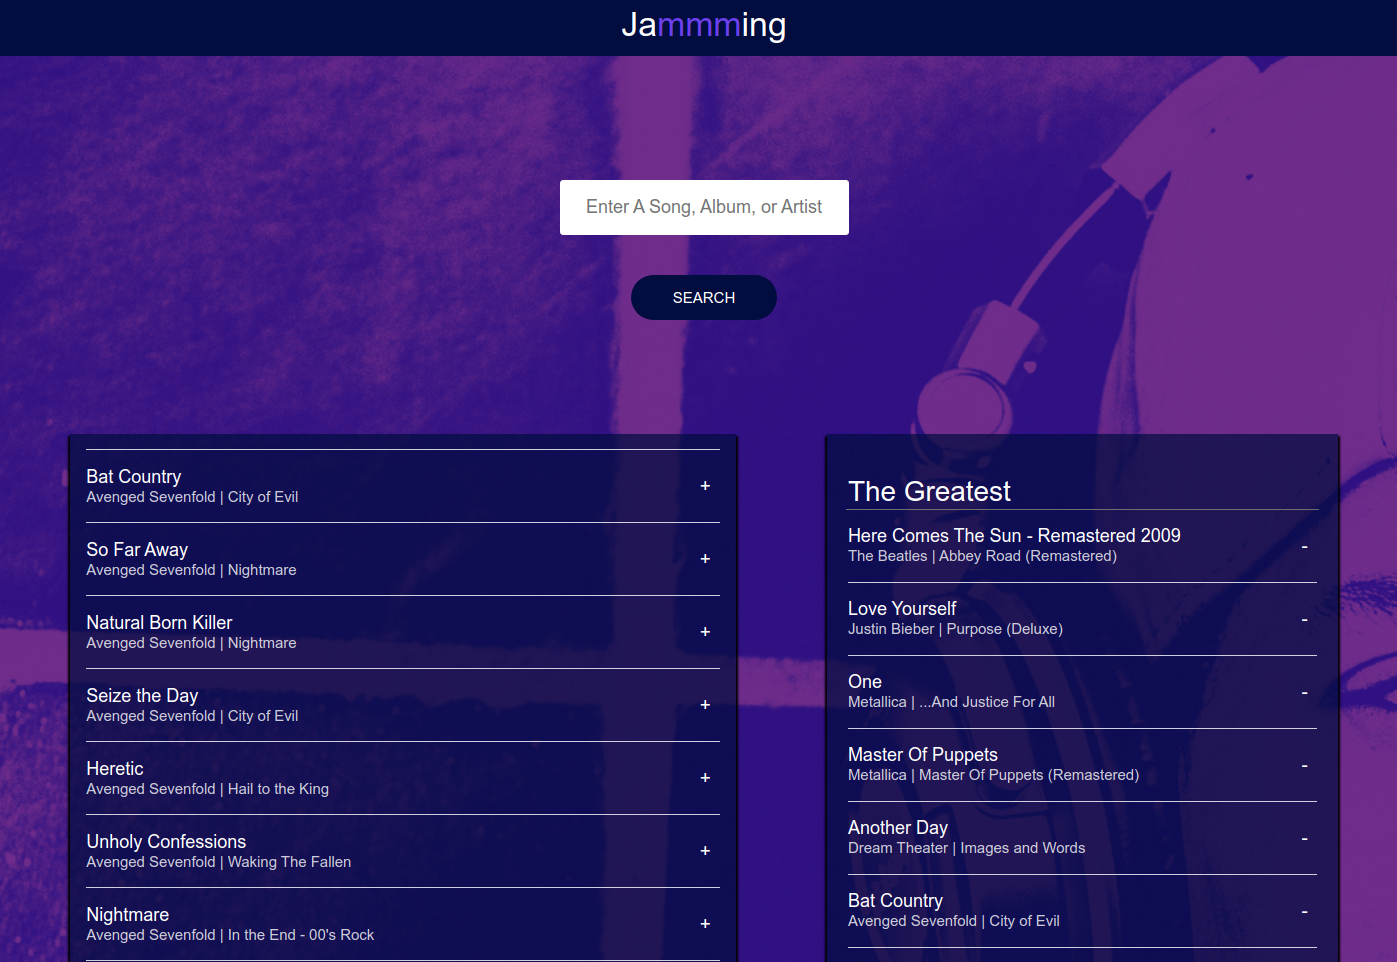 Jammming
Enter A Song, Album, or Artist
SEARCH
Bat Country
Avenged Sevenfold | City of Evil
+
So Far Away
Avenged Sevenfold | Nightmare
+
Natural Born Killer
Avenged Sevenfold | Nightmare
+
Seize the Day
Avenged Sevenfold | City of Evil
+
Heretic
Avenged Sevenfold | Hail to the King
+
Unholy Confessions
Avenged Sevenfold | Waking The Fallen
+
Nightmare
Avenged Sevenfold | In the End - 00's Rock
+
The Greatest
Here Comes The Sun - Remastered 2009
The Beatles | Abbey Road (Remastered)
-
Love Yourself
Justin Bieber | Purpose (Deluxe)
-
One
Metallica | ...And Justice For All
-
Master Of Puppets
Metallica | Master Of Puppets (Remastered)
-
Another Day
Dream Theater | Images and Words
-
Bat Country
Avenged Sevenfold | City of Evil
-